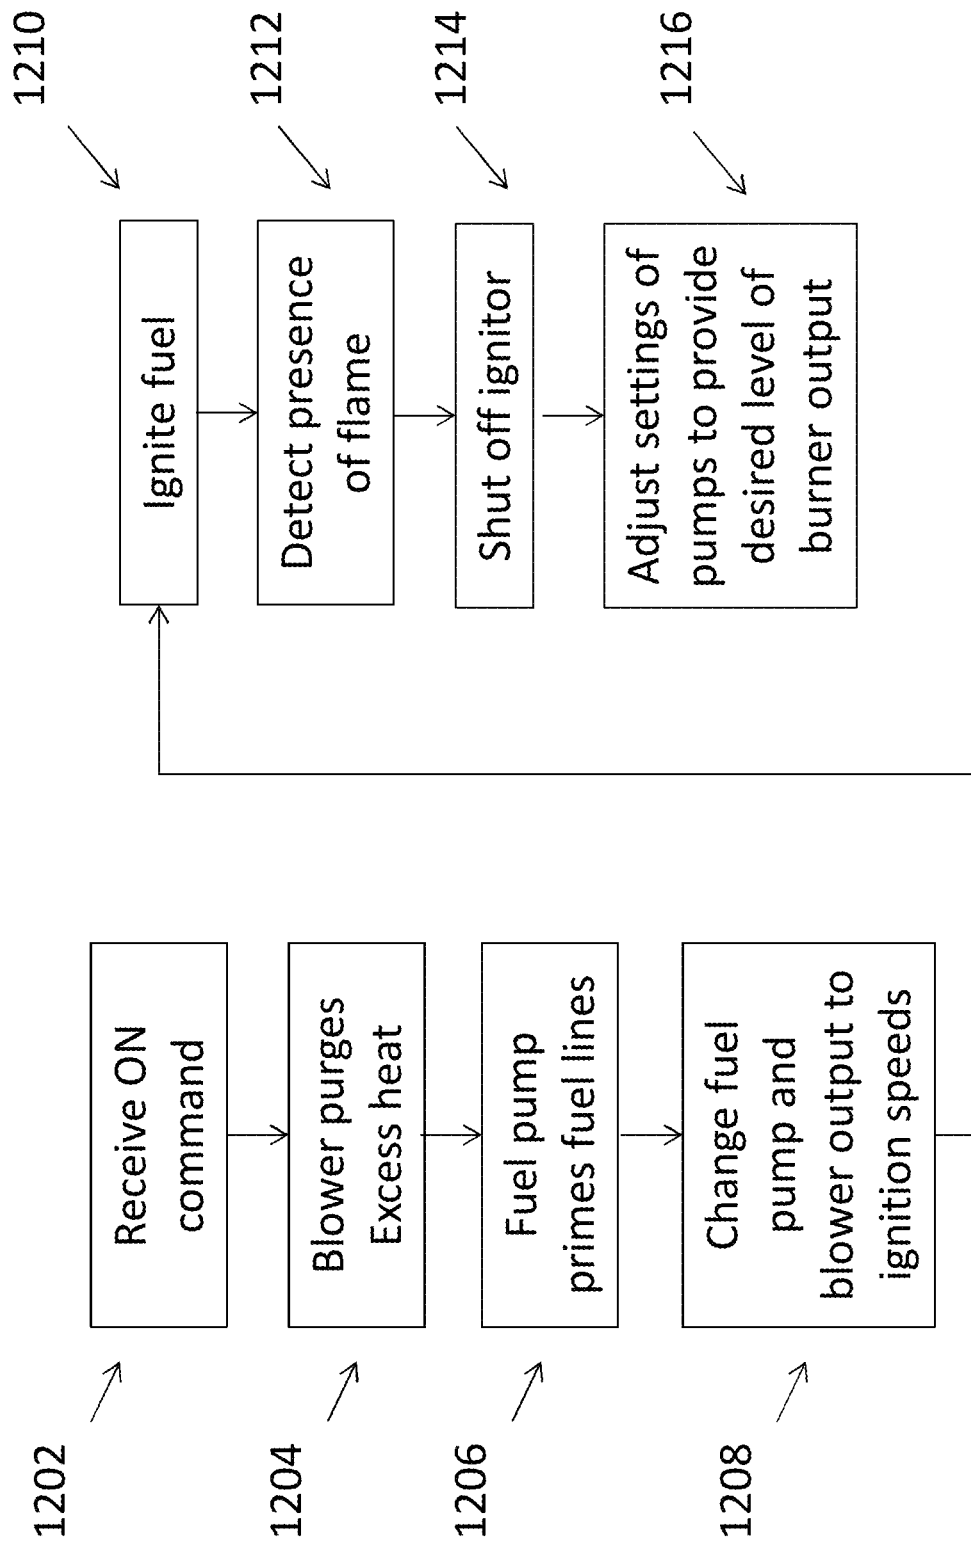 1202
Receive ON
command
1204
Blower purges
Excess heat
1206
Fuel pump
primes fuel lines
1208
Change fuel
pump and
blower output to
ignition speeds
1210
Ignite fuel
1212
Detect presence
of flame
1214
Shut off ignitor
1216
Adjust settings of
pumps to provide
desired level of
burner output